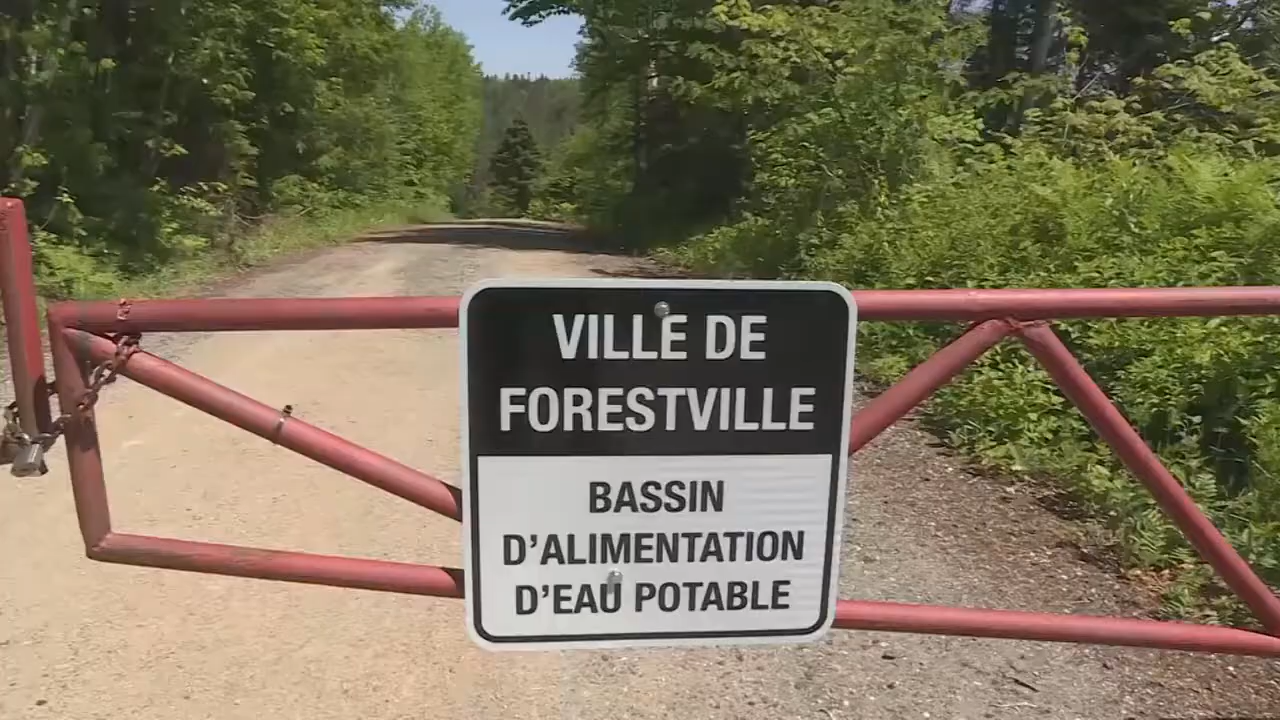 VILLE DE
FORESTVILLE
BASSIN
D'ALIMENTATION
D'EAU POTABLE